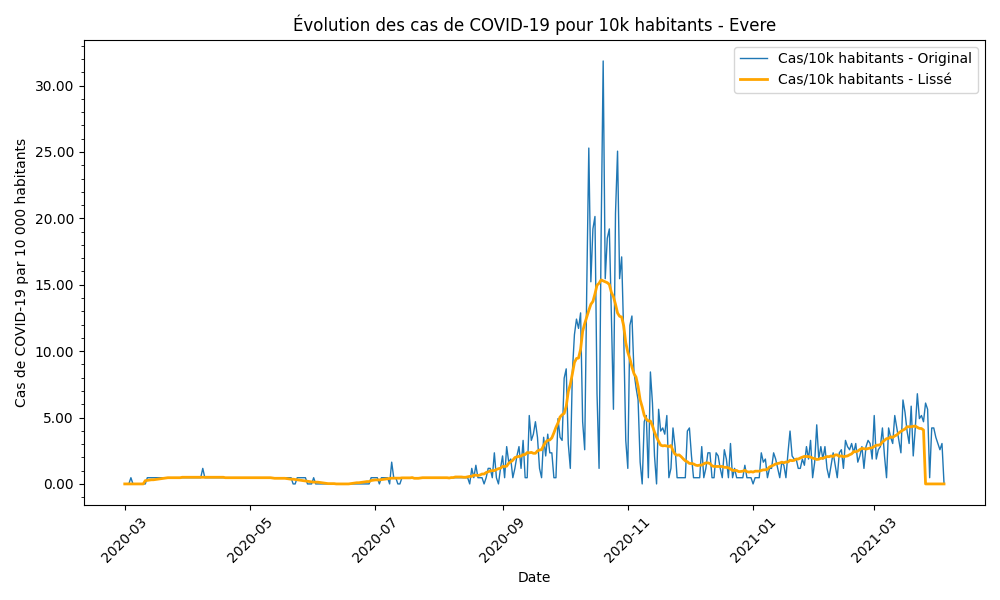 Évolution des cas de COVID-19 pour 10k habitants - Evere
Cas/10k habitants - Original
Cas/10k habitants - Lissé
Cas de COVID-19 par 10 000 habitants
30.00
25.00
20.00
15.00
10.00
5.00
0.00
2020-03
2020-05
2020-07
2020-09
2020-11
2021-01
2021-03
Date